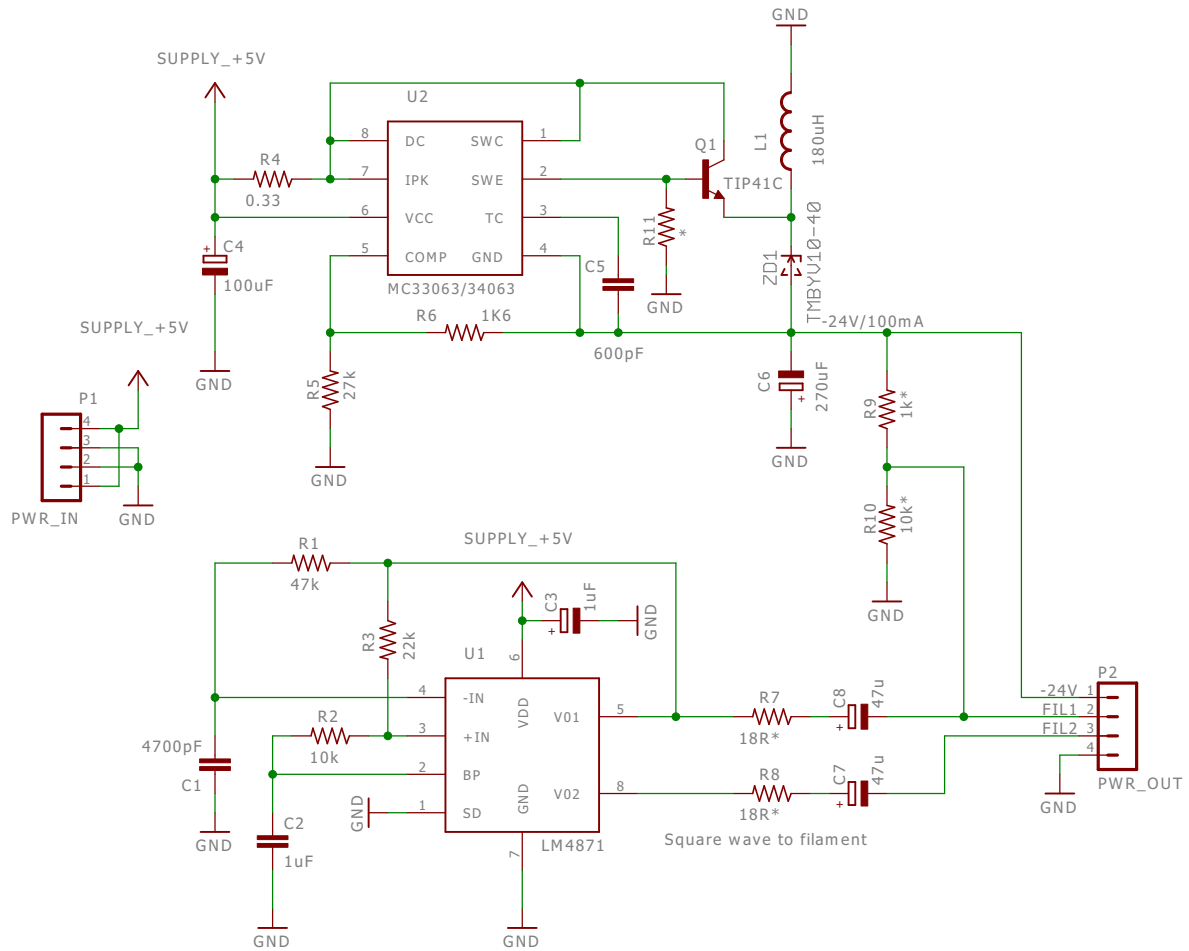 GND
SUPPLY_+5V
U2
8 DC SWC 1
7 IPK SWE 2
6 VCC TC 3
5 COMP GND 4
MC33063/34063
R4
0.33
+ C4
100uF
GND
Q1
TIP41C
L1
180uH
R11
*
GND
C5
600pF
ZD1
TMBYV10-40
-24V/100mA
R6 1K6
R5
27k
GND
C6
270uF
+
GND
R9
1k*
R10
10k*
GND
SUPPLY_+5V
P1
4
3
2
1
PWR_IN
GND
SUPPLY_+5V
R1
47k
R3
22k
C3
1uF
+
GND
U1
6
VDD
4 -IN
3 +IN
2 BP
1 SD
V01 5
V02 8
GND
7
LM4871
GND
R2
10k
4700pF
C1
GND
C2
1uF
GND
GND
R7
18R*
C8
47u
+
R8
18R*
C7
47u
+
Square wave to filament
P2
-24V 1
FIL1 2
FIL2 3
4
GND
PWR_OUT